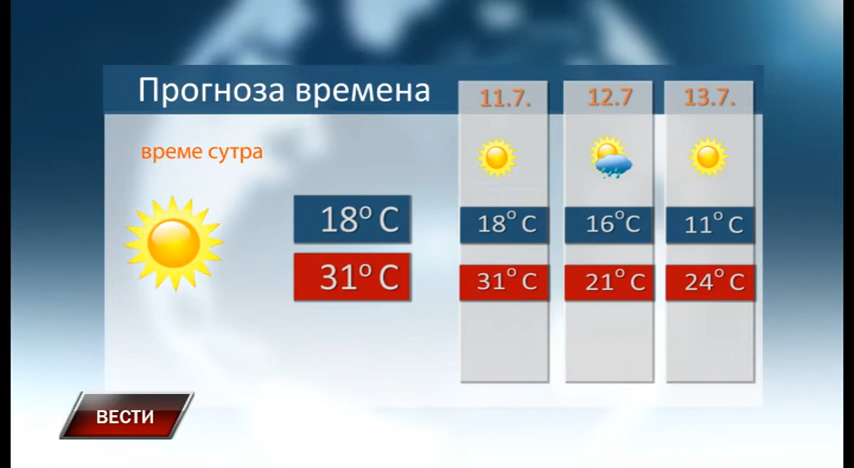 Прогноза времена
11.7.
12.7
13.7.
време сутра
18° C
31° C
18° C
16°C
11° C
31° C
21° C
24° C
ВЕСТИ